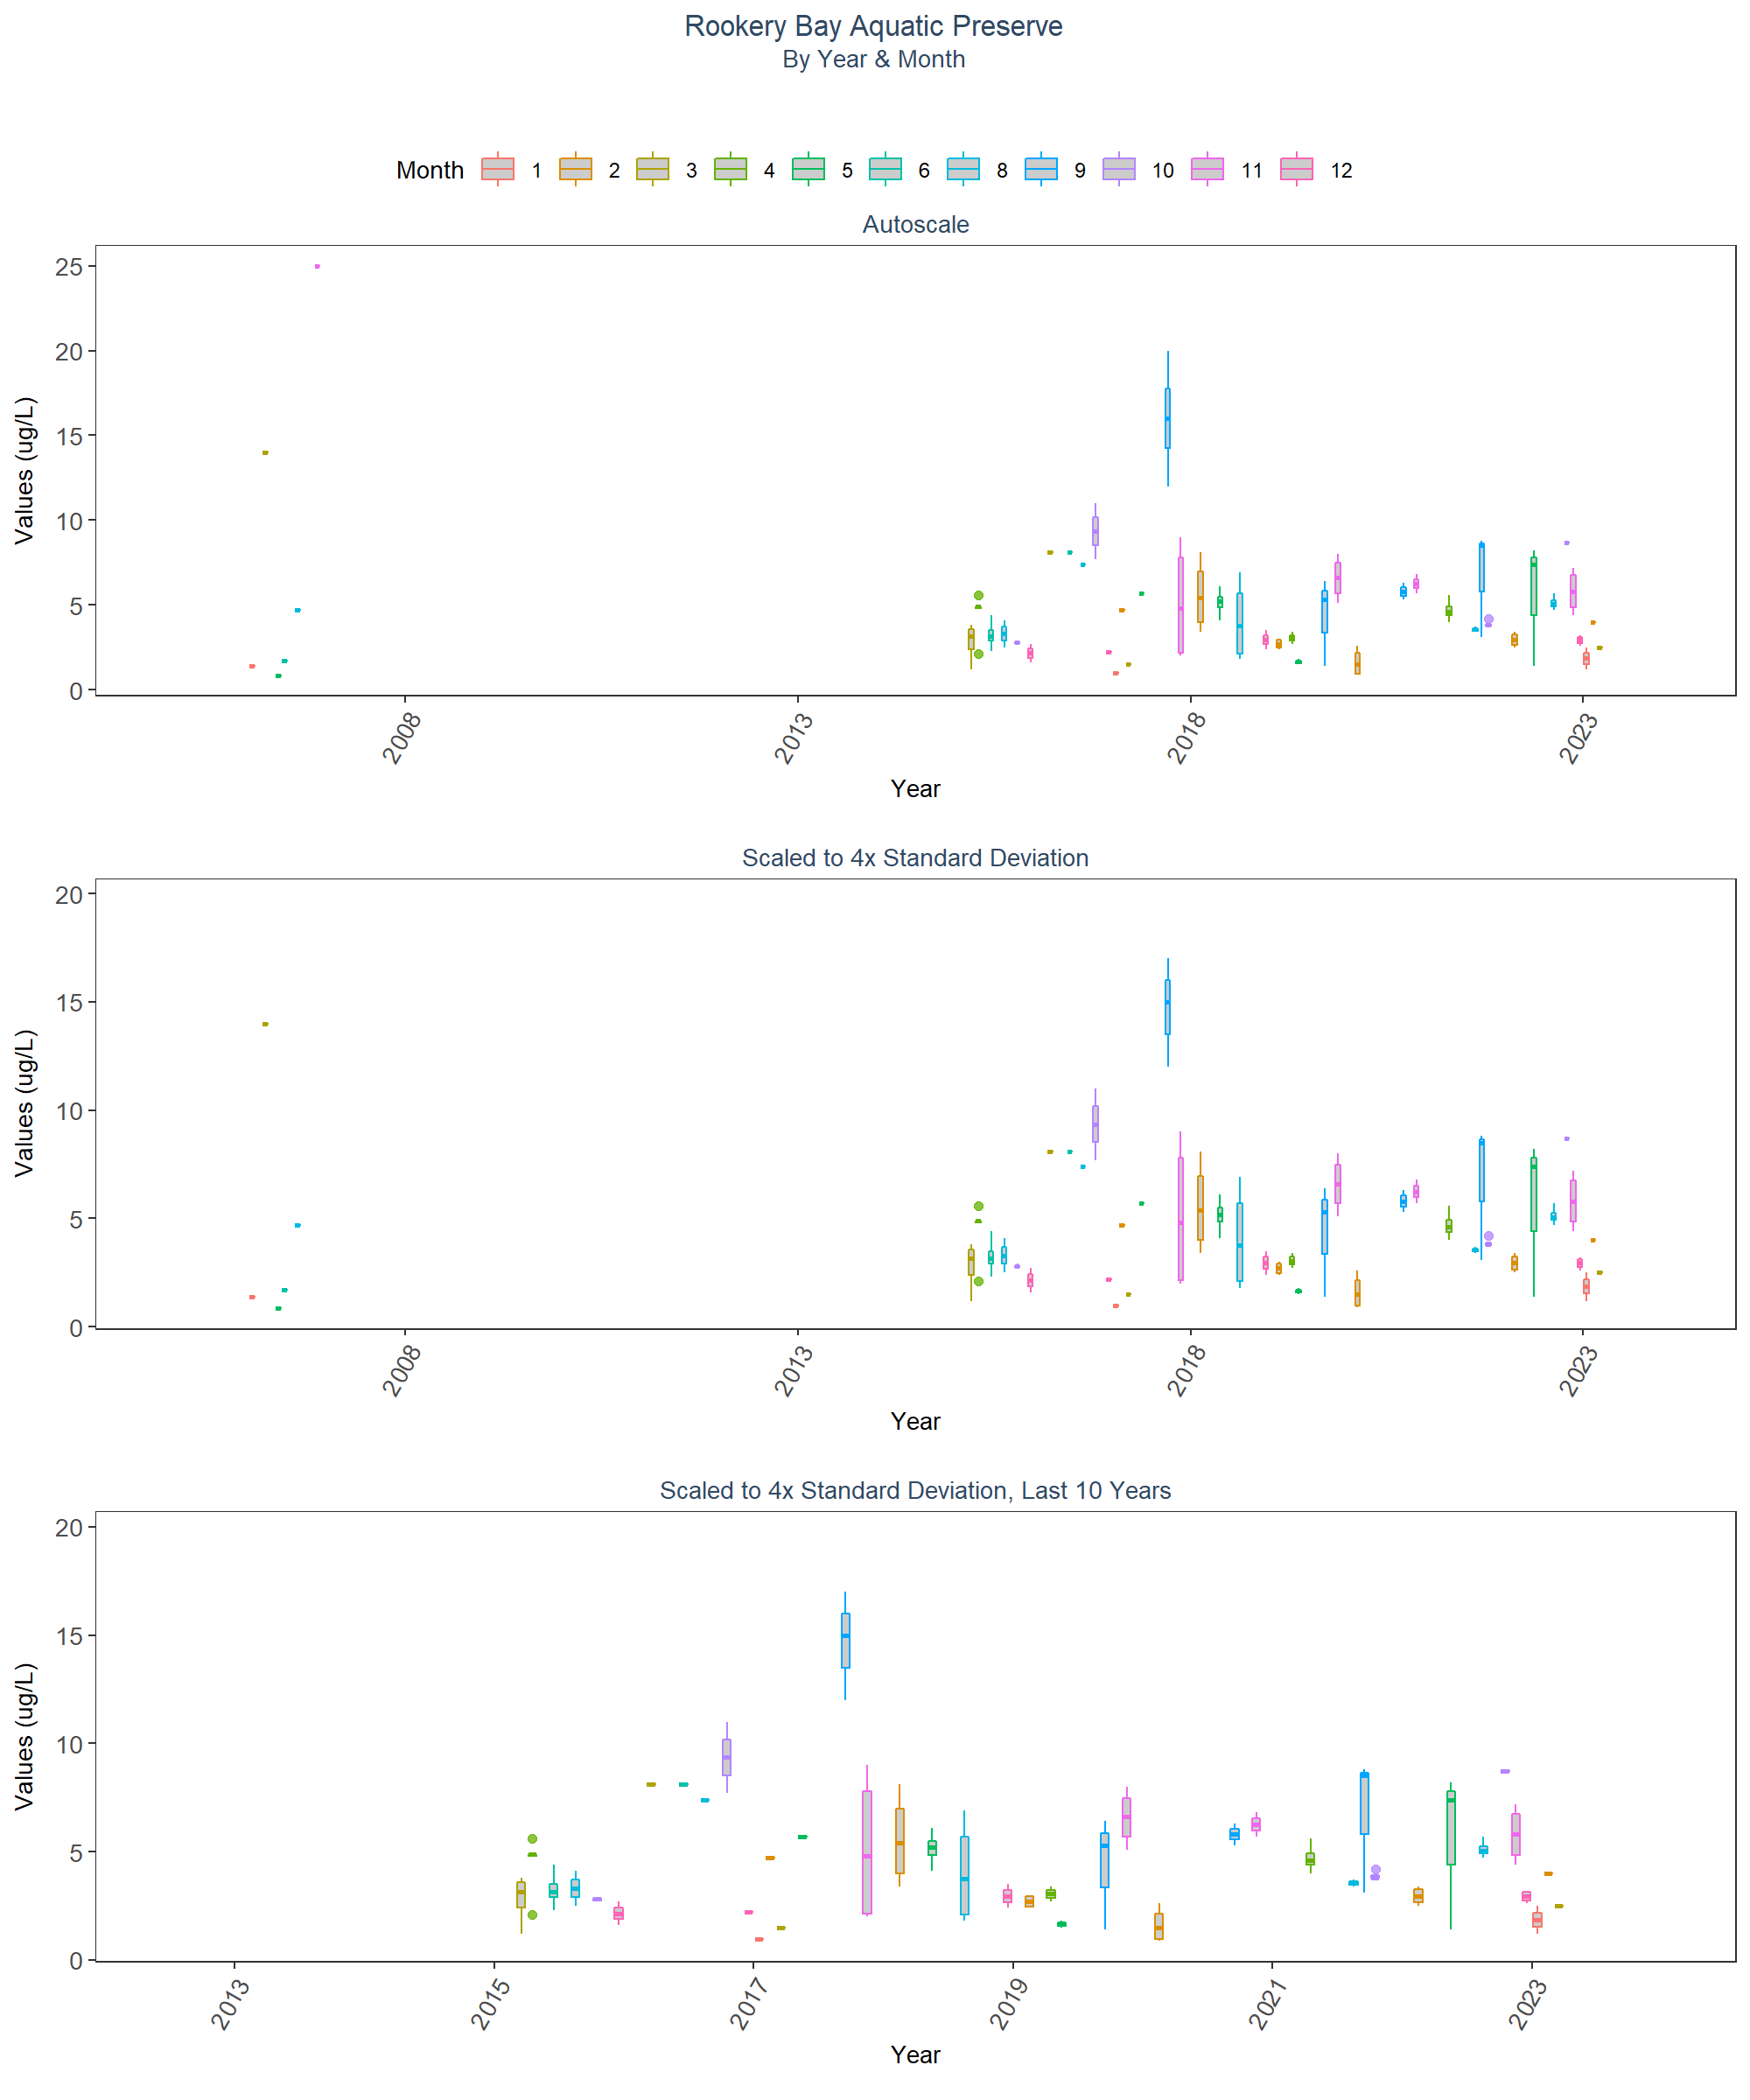 Rookery Bay Aquatic Preserve
By Year & Month
Month 1 2 3 4 5 6 8 9 10 11 12
Autoscale
25
20
15
10
5
0
Values (ug/L)
2008 2013 2018 2023
Year
Scaled to 4x Standard Deviation
20
15
10
5
0
Values (ug/L)
2008 2013 2018 2023
Year
Scaled to 4x Standard Deviation, Last 10 Years
20
15
10
5
0
Values (ug/L)
2013 2015 2017 2019 2021 2023
Year